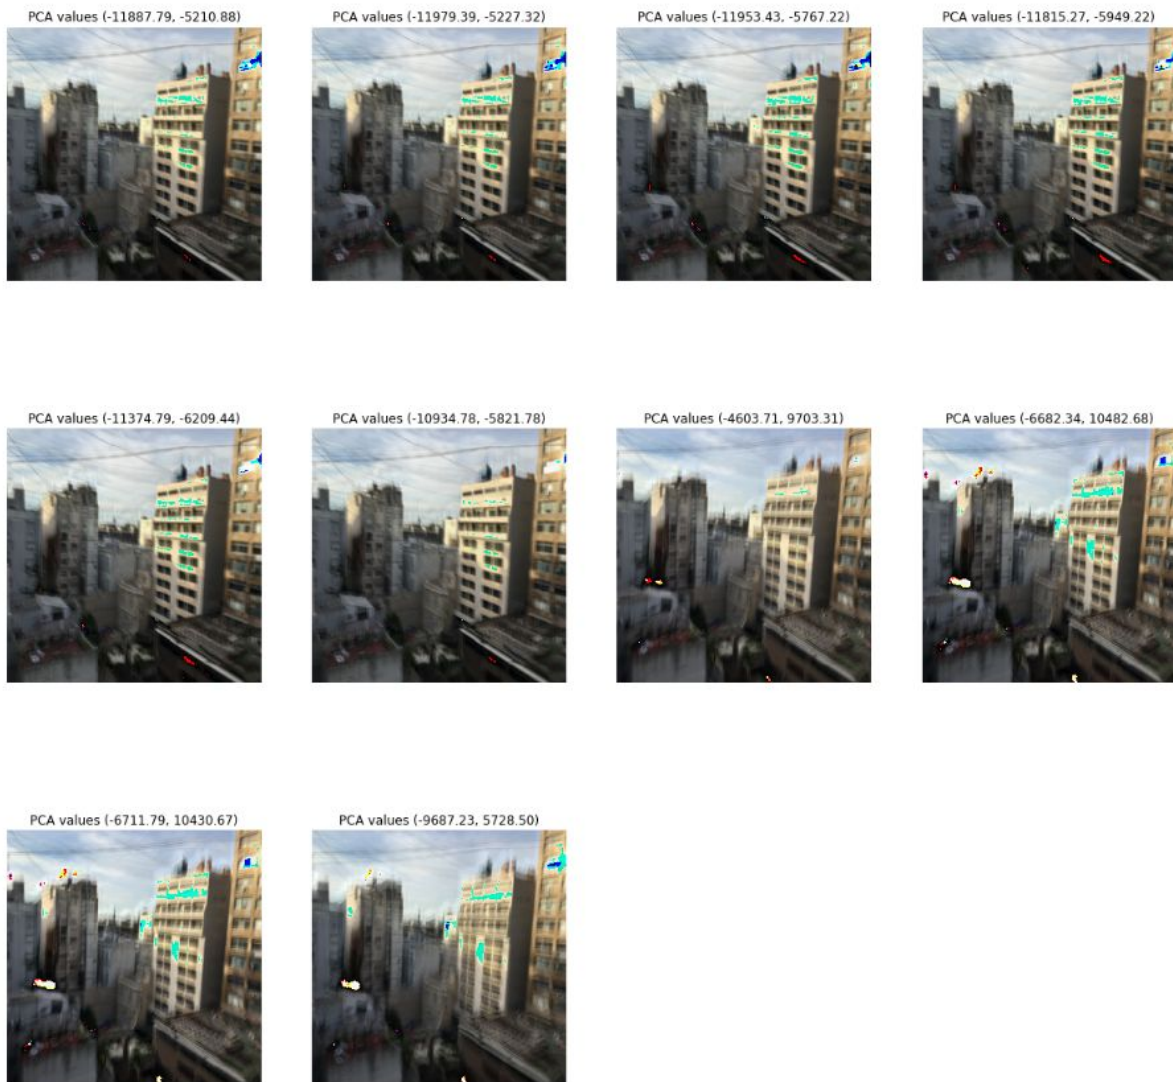 PCA values (-11887.79, -5210.88)
PCA values (-11979.39, -5227.32)
PCA values (-11953.43, -5767.22)
PCA values (-11815.27, -5949.22)
PCA values (-11374.79, -6209.44)
PCA values (-10934.78, -5821.78)
PCA values (-4603.71, 9703.31)
PCA values (-6682.34, 10482.68)
PCA values (-6711.79, 10430.67)
PCA values (-9687.23, 5728.50)